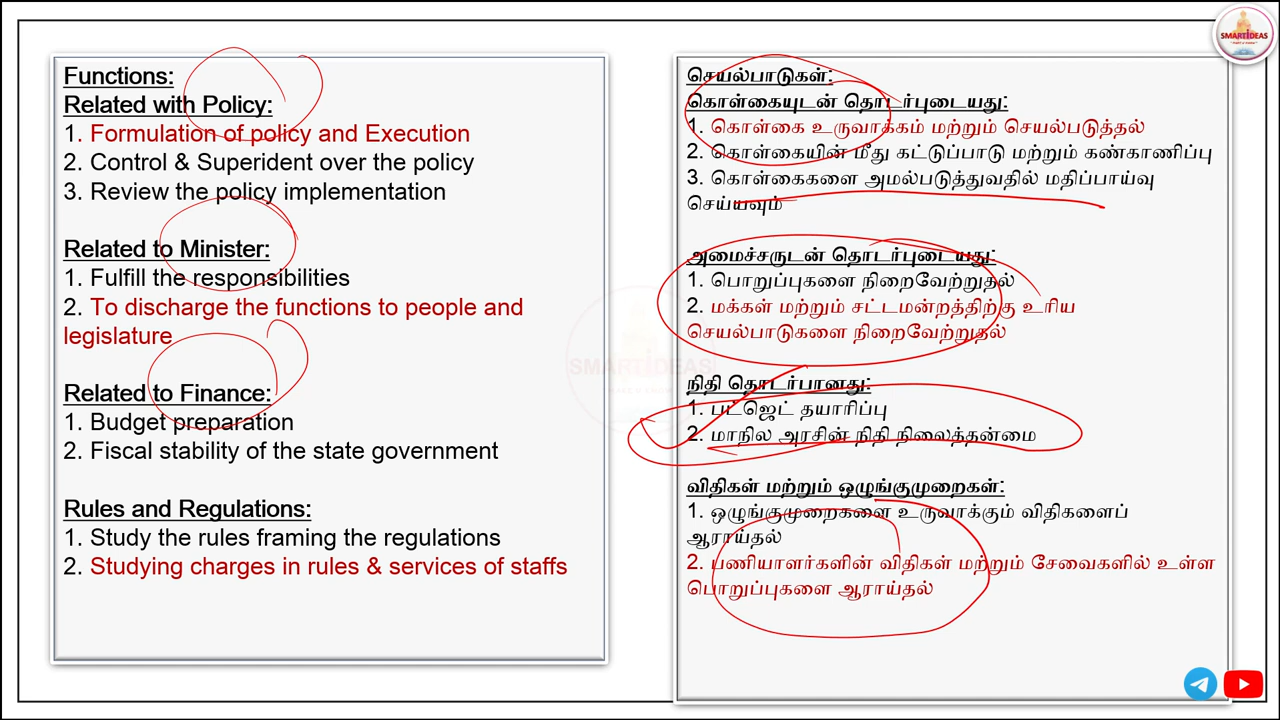 SMARTIDEAS
Functions:
Related with Policy:
1. Formulation of policy and Execution
2. Control & Superident over the policy
3. Review the policy implementation
Related to Minister:
1. Fulfill the responsibilities
2. To discharge the functions to people and
legislature
Related to Finance:
1. Budget preparation
2. Fiscal stability of the state government
Rules and Regulations:
1. Study the rules framing the regulations
2. Studying charges in rules & services of staffs
செயல்பாடுகள்:
கொள்கையுடன் தொடர்புடையது:
1. கொள்கை உருவாக்கம் மற்றும் செயல்படுத்தல்
2. கொள்கையின் மீது கட்டுப்பாடு மற்றும் கண்காணிப்பு
3. கொள்கைகளை அமல்படுத்துவதில் மதிப்பாய்வு
செய்யவும்
அமைச்சருடன் தொடர்புடையது:
1. பொறுப்புகளை நிறைவேற்றுதல்
2. மக்கள் மற்றும் சட்டமன்றத்திற்கு உரிய
செயல்பாடுகளை நிறைவேற்றுதல்
நிதி தொடர்பானது:
1. பட்ஜெட் தயாரிப்பு
2. மாநில அரசின் நிதி நிலைத்தன்மை
விதிகள் மற்றும் ஒழுங்குமுறைகள்:
1. ஒழுங்குமுறைகளை உருவாக்கும் விதிகளைப்
ஆராய்தல்
2. பணியாளர்களின் விதிகள் மற்றும் சேவைகளில் உள்ள
பொறுப்புகளை ஆராய்தல்
SMARTIDEAS